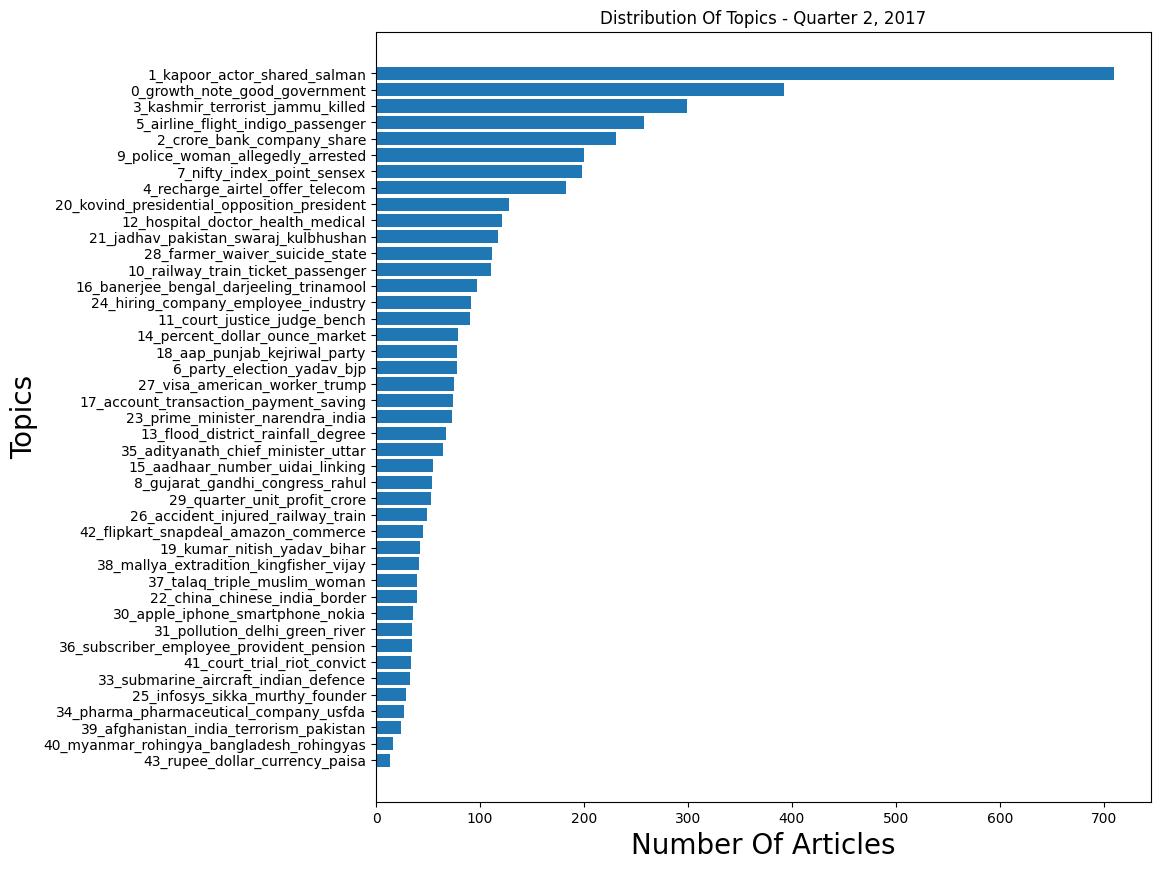 Distribution Of Topics - Quarter 2, 2017
1_kapoor_actor_shared_salman
0_growth_note_good_government
3_kashmir_terrorist_jammu_killed
5_airline_flight_indigo_passenger
2_crore_bank_company_share
9_police_woman_allegedly_arrested
7_nifty_index_point_sensex
4_recharge_airtel_offer_telecom
20_kovind_presidential_opposition_president
12_hospital_doctor_health_medical
21_jadhav_pakistan_swaraj_kulbhushan
28_farmer_waiver_suicide_state
10_railway_train_ticket_passenger
16_banerjee_bengal_darjeeling_trinamool
24_hiring_company_employee_industry
11_court_justice_judge_bench
14_percent_dollar_ounce_market
18_aap_punjab_kejriwal_party
6_party_election_yadav_bjp
27_visa_american_worker_trump
17_account_transaction_payment_saving
23_prime_minister_narendra_india
13_flood_district_rainfall_degree
35_adityanath_chief_minister_uttar
15_aadhaar_number_uidai_linking
8_gujarat_gandhi_congress_rahul
29_quarter_unit_profit_crore
26_accident_injured_railway_train
42_flipkart_snapdeal_amazon_commerce
19_kumar_nitish_yadav_bihar
38_mallya_extradition_kingfisher_vijay
37_talaq_triple_muslim_woman
22_china_chinese_india_border
30_apple_iphone_smartphone_nokia
31_pollution_delhi_green_river
36_subscriber_employee_provident_pension
41_court_trial_riot_convict
33_submarine_aircraft_indian_defence
25_infosys_sikka_murthy_founder
34_pharma_pharmaceutical_company_usfda
39_afghanistan_india_terrorism_pakistan
40_myanmar_rohingya_bangladesh_rohingyas
43_rupee_dollar_currency_paisa
Topics
0 100 200 300 400 500 600 700
Number Of Articles